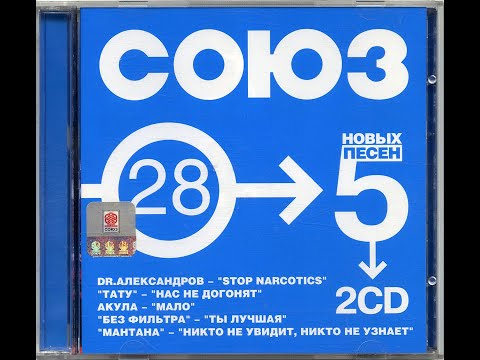 СОЮЗ
28
НОВЫХ
ПЕСЕН
5
2CD
СОЮЗ
DR.АЛЕКСАНДРОВ – "STOP NARCOTICS"
"ТАТУ" – "НАС НЕ ДОГОНЯТ"
АКУЛА – "МАЛО"
"БЕЗ ФИЛЬТРА" – "ТЫ ЛУЧШАЯ"
"МАНТАНА" – "НИКТО НЕ УВИДИТ, НИКТО НЕ УЗНАЕТ"